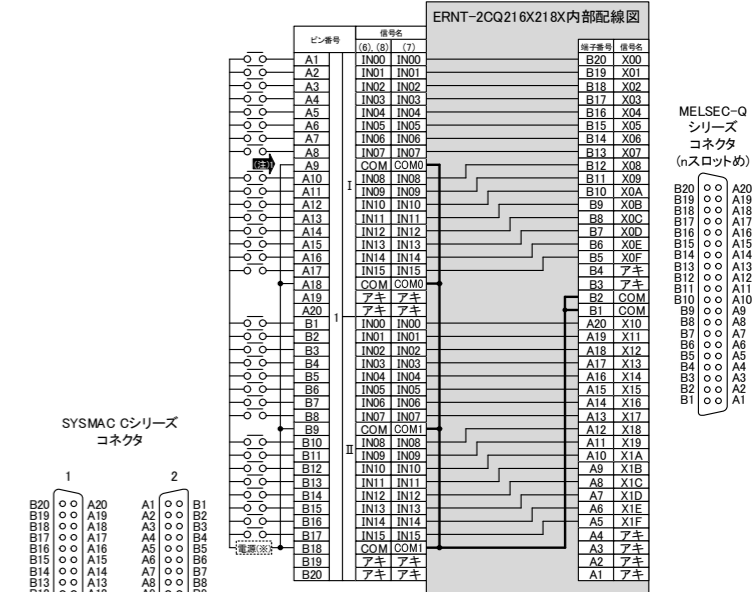 ERNT-2CQ216X218X内部配線図
ピン番号 信号名
(6), (8) (7) 端子番号 信号名
A1 IN00 IN00 B20 X00
A2 IN01 IN01 B19 X01
A3 IN02 IN02 B18 X02
A4 IN03 IN03 B17 X03
A5 IN04 IN04 B16 X04
A6 IN05 IN05 B15 X05
A7 IN06 IN06 B14 X06
A8 IN07 IN07 B13 X07
A9 COM COM0 B12 X08
A10 IN08 IN08 B11 X09
A11 IN09 IN09 B10 X0A
A12 IN10 IN10 B9 X0B
A13 IN11 IN11 B8 X0C
A14 IN12 IN12 B7 X0D
A15 IN13 IN13 B6 X0E
A16 IN14 IN14 B5 X0F
A17 IN15 IN15 B4 アキ
A18 COM COM0 B3 アキ
A19 アキ アキ B2 COM
A20 アキ アキ B1 COM
B1 IN00 IN00 A20 X10
B2 IN01 IN01 A19 X11
B3 IN02 IN02 A18 X12
B4 IN03 IN03 A17 X13
B5 IN04 IN04 A16 X14
B6 IN05 IN05 A15 X15
B7 IN06 IN06 A14 X16
B8 IN07 IN07 A13 X17
B9 COM COM1 A12 X18
B10 IN08 IN08 A11 X19
B11 IN09 IN09 A10 X1A
B12 IN10 IN10 A9 X1B
B13 IN11 IN11 A8 X1C
B14 IN12 IN12 A7 X1D
B15 IN13 IN13 A6 X1E
B16 IN14 IN14 A5 X1F
B17 IN15 IN15 A4 アキ
電源(※) B18 COM COM1 A3 アキ
B19 アキ アキ A2 アキ
B20 アキ アキ A1 アキ
I
1
II
MELSEC-Q
シリーズ
コネクタ
(nスロットめ)
B20 A20
B19 A19
B18 A18
B17 A17
B16 A16
B15 A15
B14 A14
B13 A13
B12 A12
B11 A11
B10 A10
B9 A9
B8 A8
B7 A7
B6 A6
B5 A5
B4 A4
B3 A3
B2 A2
B1 A1
SYSMAC Cシリーズ
コネクタ
1 2
B20 A20 A1 B1
B19 A19 A2 B2
B18 A18 A3 B3
B17 A17 A4 B4
B16 A16 A5 B5
B15 A15 A6 B6
B14 A14 A7 B7
B13 A13 A8 B8